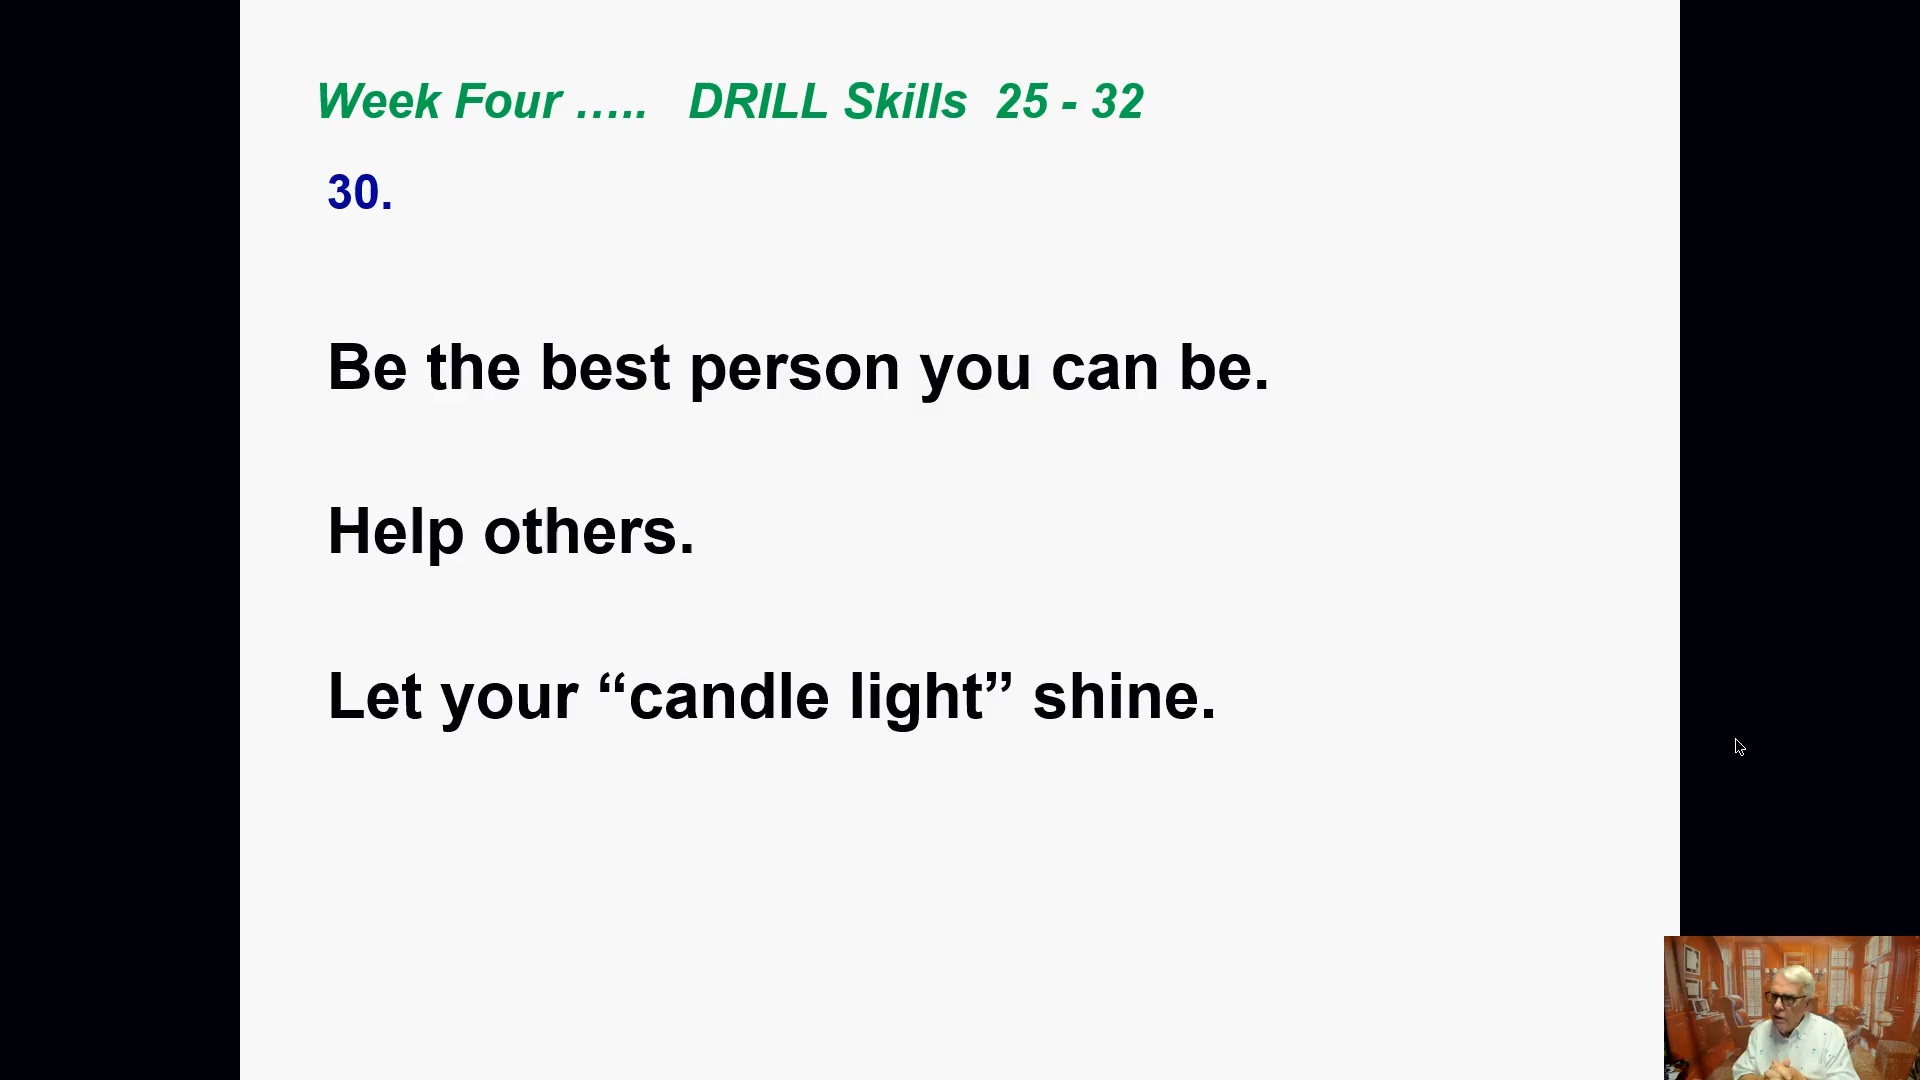 Week Four ..... DRILL Skills 25 - 32
30.
Be the best person you can be.
Help others.
Let your “candle light” shine.